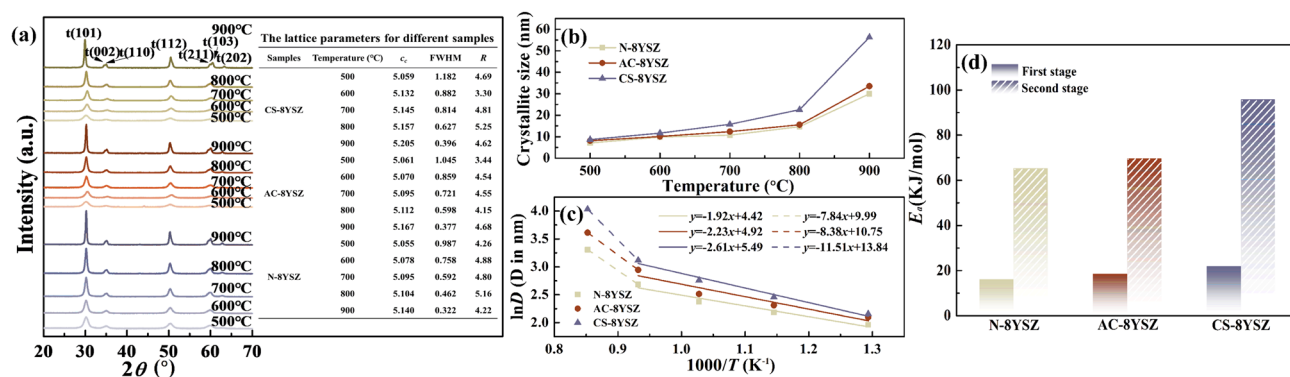 (a)
t(101)
t(002)
t(110)
t(112)
t(211)
t(103)
t(202)
900°C
800°C
700°C
600°C
500°C
900°C
800°C
700°C
600°C
500°C
900°C
800°C
700°C
600°C
500°C
Intensity (a.u.)
20 30 40 50 60 70
2θ (°)
The lattice parameters for different samples
Samples Temperature (°C) c_c FWHM R
500 5.059 1.182 4.69
600 5.132 0.882 3.30
CS-8YSZ 700 5.145 0.814 4.81
800 5.157 0.627 5.25
900 5.205 0.396 4.62
500 5.061 1.045 3.44
600 5.070 0.859 4.54
AC-8YSZ 700 5.095 0.721 4.55
800 5.112 0.598 4.15
900 5.167 0.377 4.68
500 5.055 0.987 4.26
600 5.078 0.758 4.88
N-8YSZ 700 5.095 0.592 4.80
800 5.104 0.462 5.16
900 5.140 0.322 4.22
(b)
N-8YSZ
AC-8YSZ
CS-8YSZ
Crystallite size (nm)
60
50
40
30
20
10
0
500 600 700 800 900
Temperature (°C)
(c)
y=-1.92x+4.42 y=-7.84x+9.99
y=-2.23x+4.92 y=-8.38x+10.75
y=-2.61x+5.49 y=-11.51x+13.84
N-8YSZ
AC-8YSZ
CS-8YSZ
lnD (D in nm)
4.0
3.5
3.0
2.5
2.0
0.8 0.9 1.0 1.1 1.2 1.3
1000/T (K⁻¹)
(d)
First stage
Second stage
E_a(KJ/mol)
120
100
80
60
40
20
0
N-8YSZ AC-8YSZ CS-8YSZ